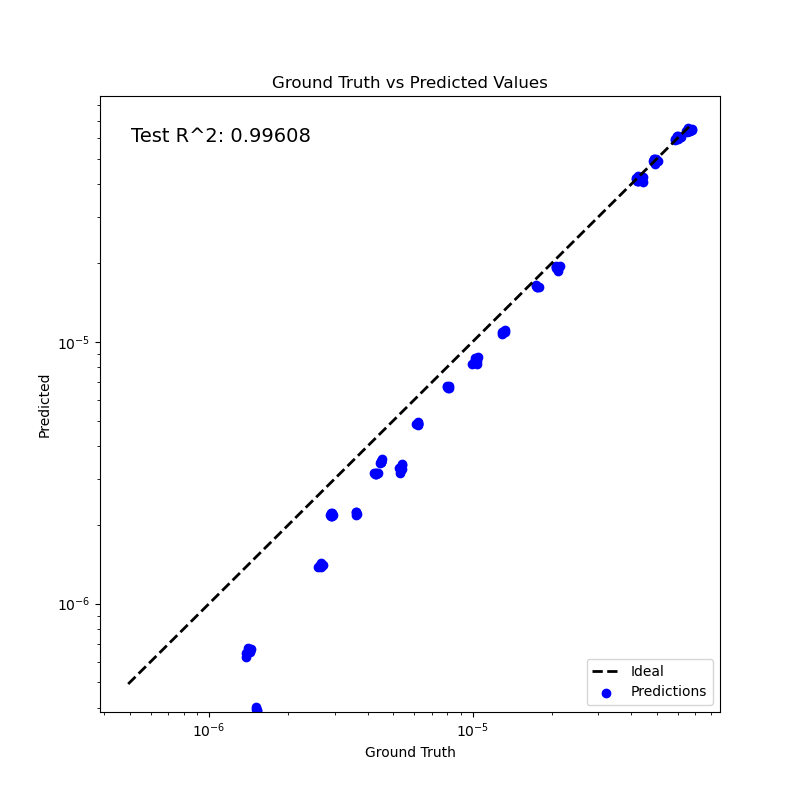 Ground Truth vs Predicted Values
Test R^2: 0.99608
Predicted
10⁻⁵
10⁻⁶
10⁻⁶
10⁻⁵
Ground Truth
Ideal
Predictions